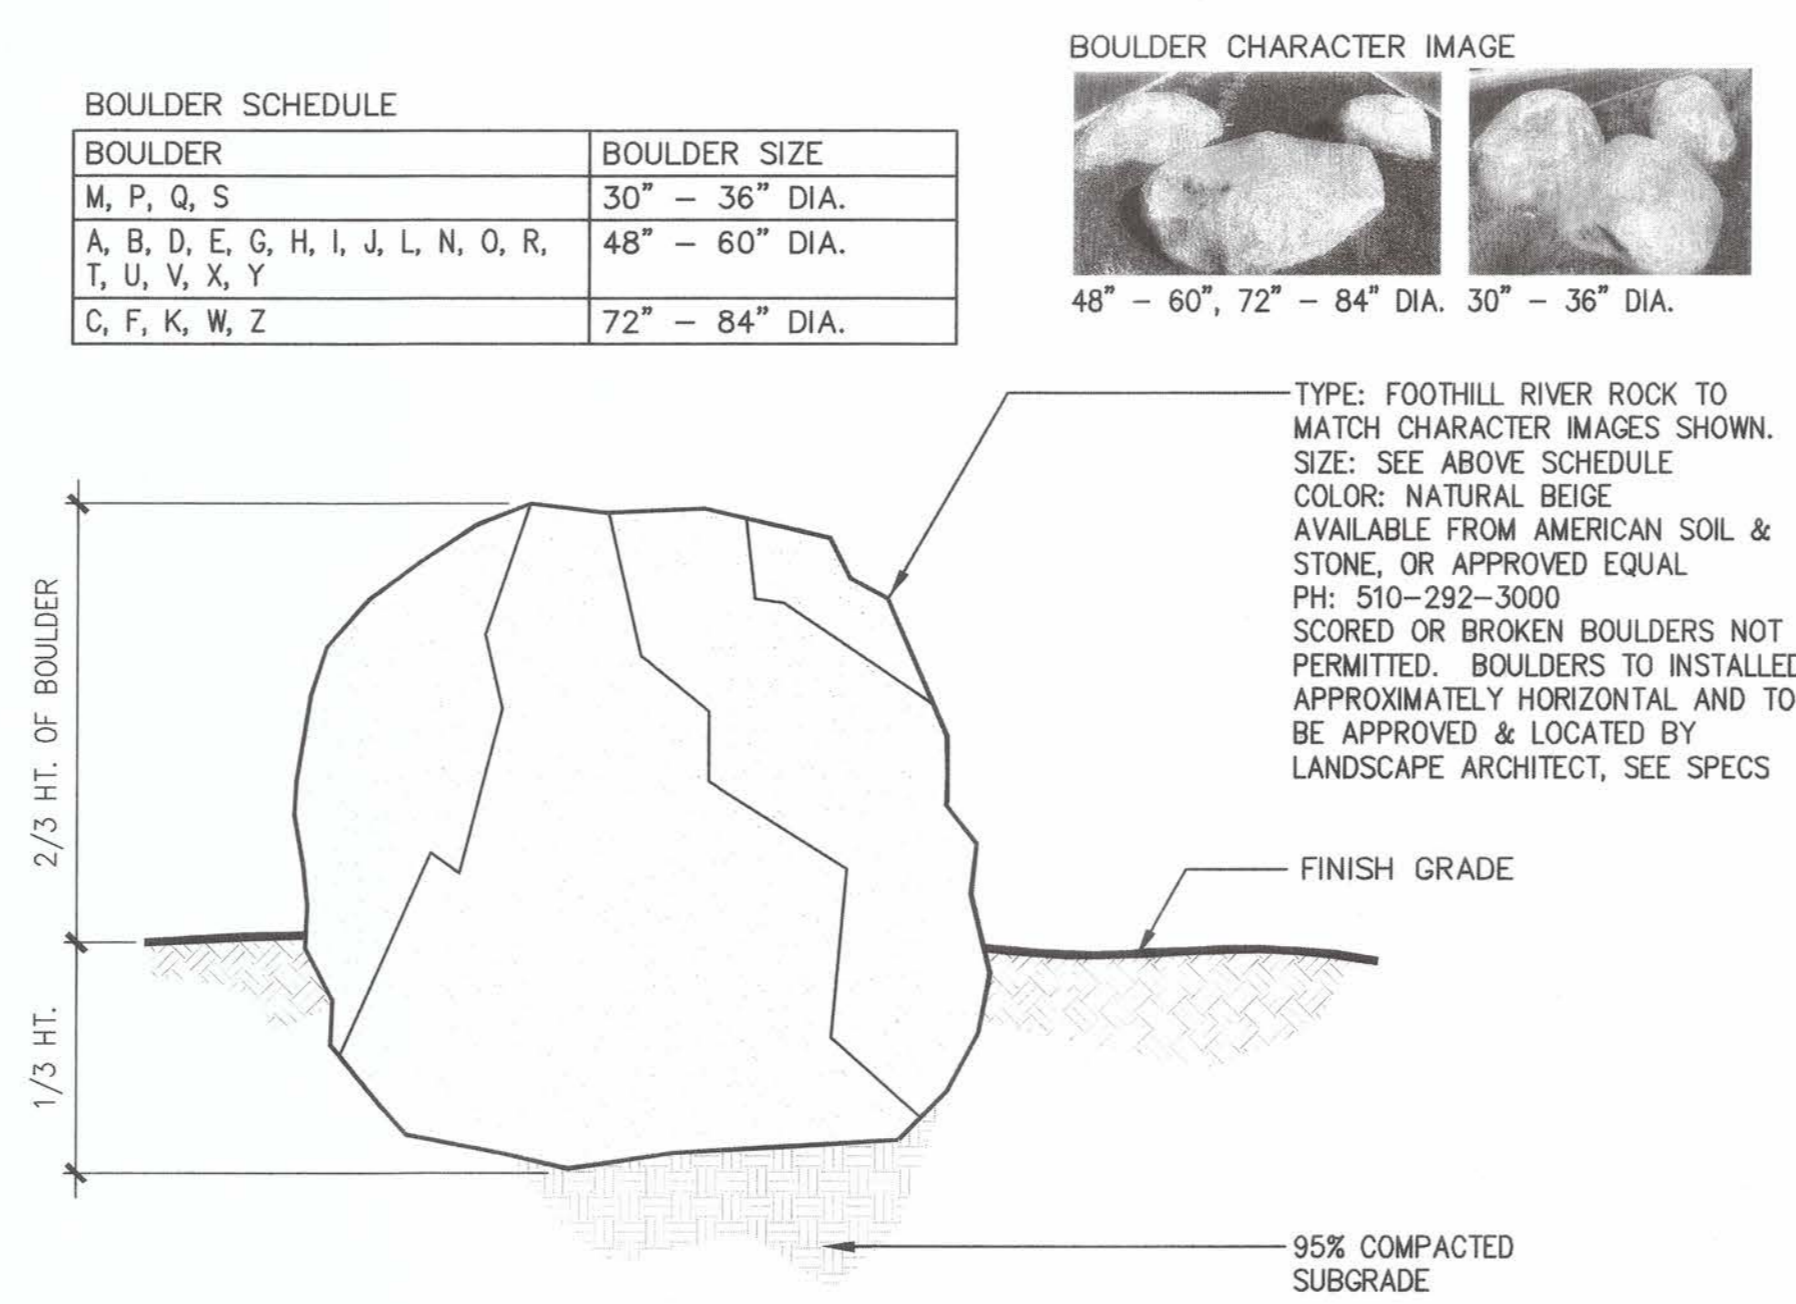 BOULDER CHARACTER IMAGE
BOULDER SCHEDULE
BOULDER BOULDER SIZE
M, P, Q, S 30” – 36” DIA.
A, B, D, E, G, H, I, J, L, N, O, R, 48” – 60” DIA.
T, U, V, X, Y
C, F, K, W, Z 72” – 84” DIA.
48” – 60”, 72” – 84” DIA. 30” – 36” DIA.
TYPE: FOOTHILL RIVER ROCK TO
MATCH CHARACTER IMAGES SHOWN.
SIZE: SEE ABOVE SCHEDULE
COLOR: NATURAL BEIGE
AVAILABLE FROM AMERICAN SOIL &
STONE, OR APPROVED EQUAL
PH: 510–292–3000
SCORED OR BROKEN BOULDERS NOT
PERMITTED. BOULDERS TO INSTALLED
APPROXIMATELY HORIZONTAL AND TO
BE APPROVED & LOCATED BY
LANDSCAPE ARCHITECT, SEE SPECS
2/3 HT. OF BOULDER
FINISH GRADE
1/3 HT.
95% COMPACTED
SUBGRADE